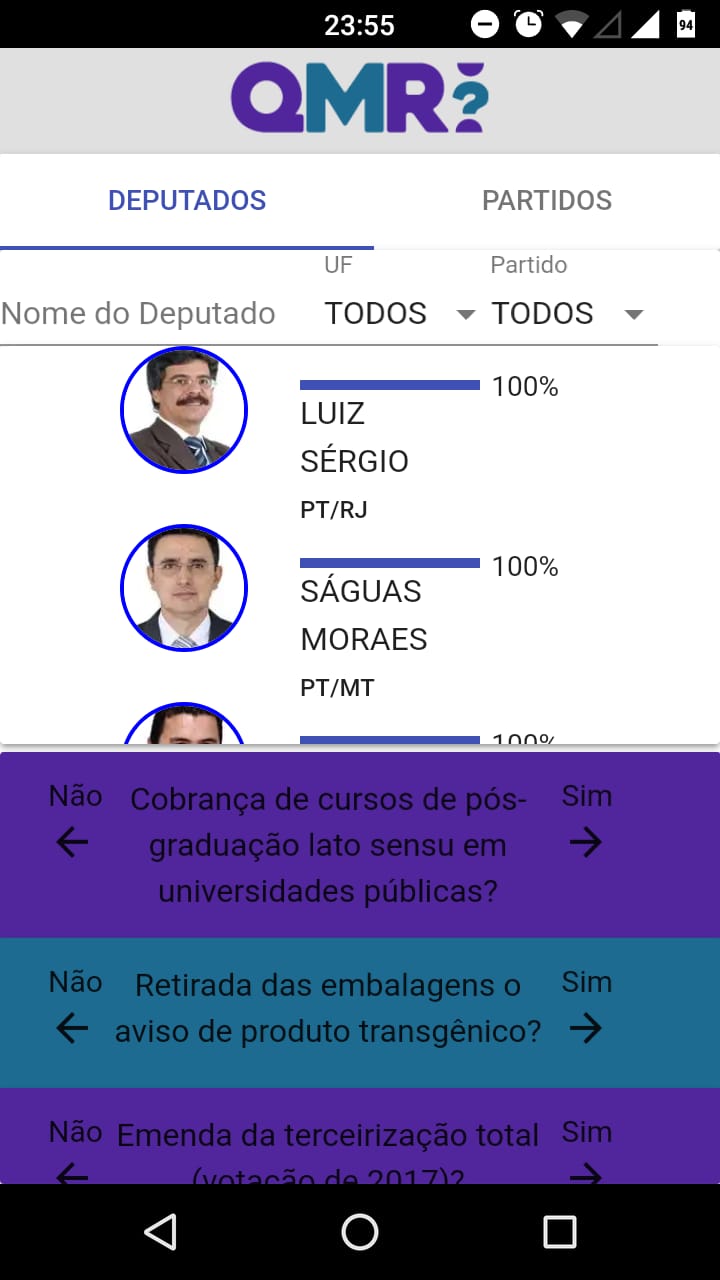 23:55
94
QMR?
DEPUTADOS
PARTIDOS
UF
Partido
Nome do Deputado
TODOS
TODOS
100%
LUIZ
SÉRGIO
PT/RJ
100%
SÁGUAS
MORAES
PT/MT
100%
Não
Cobrança de cursos de pós-
graduação lato sensu em
universidades públicas?
Sim
Não
Retirada das embalagens o
aviso de produto transgênico?
Sim
Não
Emenda da terceirização total
(votação de 2017)?
Sim